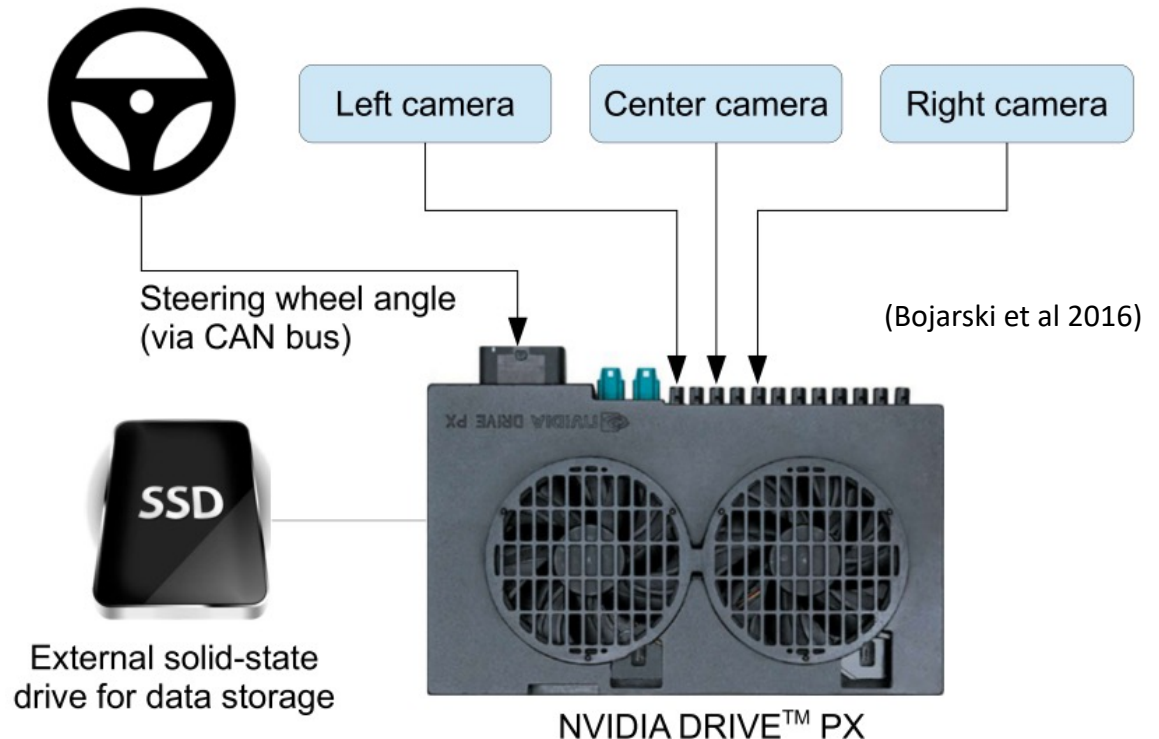 Left camera
Center camera
Right camera
Steering wheel angle
(via CAN bus)
(Bojarski et al 2016)
NVIDIA DRIVE PX
SSD
External solid-state
drive for data storage
NVIDIA DRIVE™ PX